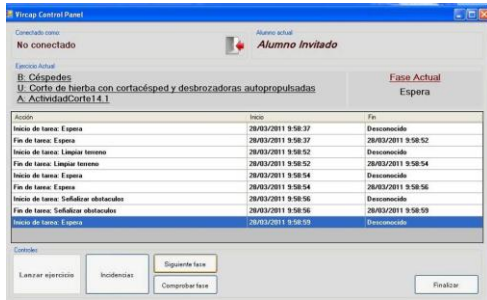 Vircap Control Panel
Conectado como:
No conectado
Alumno actual
Alumno Invitado
Ejercicio Actual
B: Céspedes
U: Corte de hierba con cortacésped y desbrozadoras autopropulsadas
A: ActividadCorte14.1
Fase Actual
Espera
Acción Inicio Fin
Inicio de tarea: Espera 28/03/2011 9:58:37 Desconocido
Fin de tarea: Espera 28/03/2011 9:58:37 28/03/2011 9:58:52
Inicio de tarea: Limpiar terreno 28/03/2011 9:58:52 Desconocido
Fin de tarea: Limpiar terreno 28/03/2011 9:58:52 28/03/2011 9:58:54
Inicio de tarea: Espera 28/03/2011 9:58:54 Desconocido
Fin de tarea: Espera 28/03/2011 9:58:54 28/03/2011 9:58:56
Inicio de tarea: Señalizar obstaculos 28/03/2011 9:58:56 Desconocido
Fin de tarea: Señalizar obstaculos 28/03/2011 9:58:56 28/03/2011 9:58:59
Inicio de tarea: Espera 28/03/2011 9:58:59 Desconocido
Controles
Lanzar ejercicio
Incidencias
Siguiente fase
Comprobar fase
Finalizar